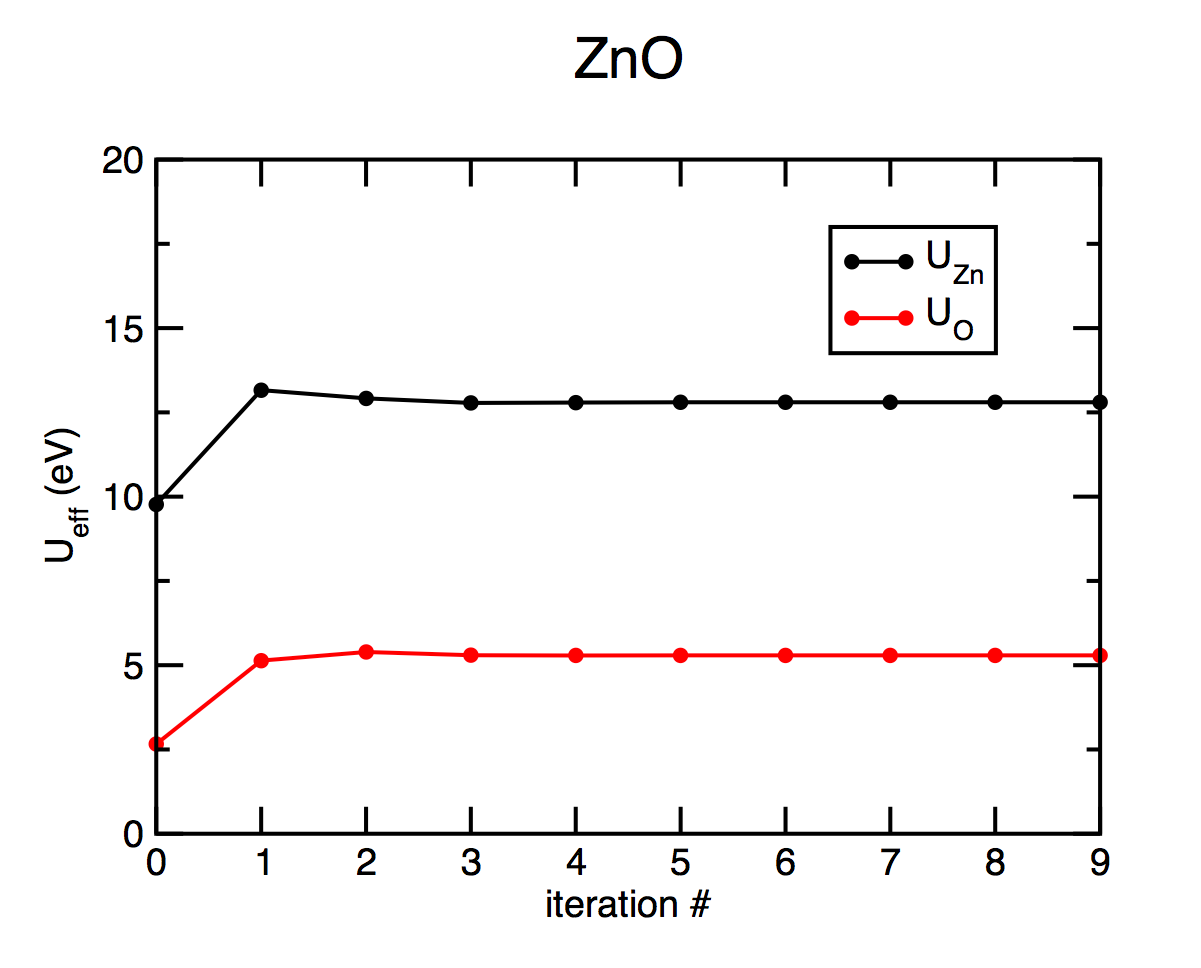 ZnO
20
15
10
5
0
U_eff (eV)
U_Zn
U_O
0 1 2 3 4 5 6 7 8 9
iteration #